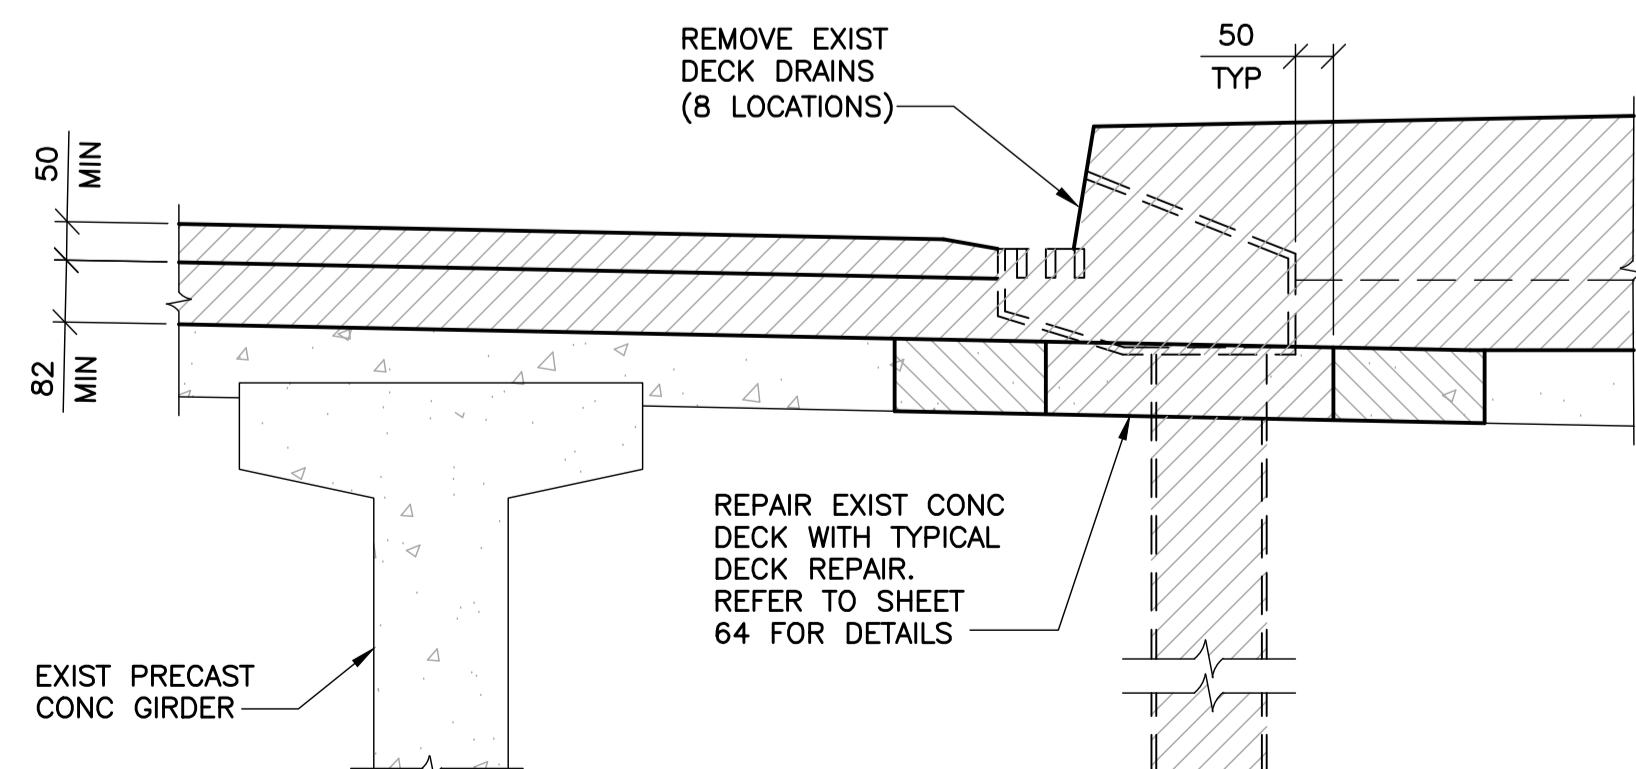 REMOVE EXIST
DECK DRAINS
(8 LOCATIONS)
50
TYP
50
MIN
82
MIN
REPAIR EXIST CONC
DECK WITH TYPICAL
DECK REPAIR.
REFER TO SHEET
64 FOR DETAILS
EXIST PRECAST
CONC GIRDER